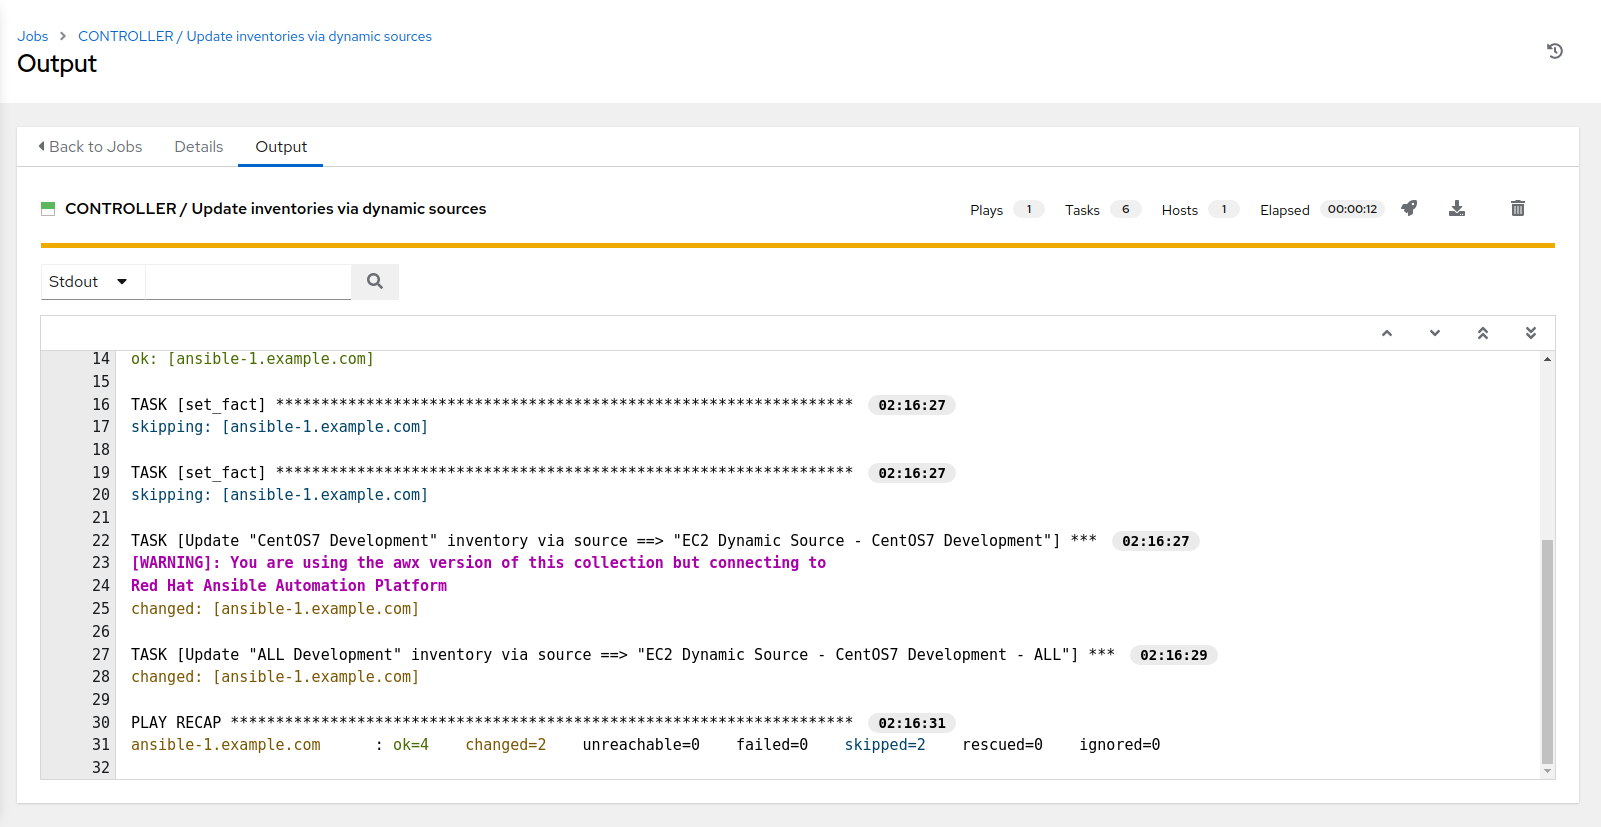 Jobs > CONTROLLER / Update inventories via dynamic sources
Output
Back to Jobs Details Output
CONTROLLER / Update inventories via dynamic sources Plays 1 Tasks 6 Hosts 1 Elapsed 00:00:12
Stdout
14 ok: [ansible-1.example.com]
15
16 TASK [set_fact] **************************************************************** 02:16:27
17 skipping: [ansible-1.example.com]
18
19 TASK [set_fact] **************************************************************** 02:16:27
20 skipping: [ansible-1.example.com]
21
22 TASK [Update "CentOS7 Development" inventory via source ==> "EC2 Dynamic Source - CentOS7 Development"] *** 02:16:27
23 [WARNING]: You are using the awx version of this collection but connecting to
24 Red Hat Ansible Automation Platform
25 changed: [ansible-1.example.com]
26
27 TASK [Update "ALL Development" inventory via source ==> "EC2 Dynamic Source - CentOS7 Development - ALL"] *** 02:16:29
28 changed: [ansible-1.example.com]
29
30 PLAY RECAP ********************************************************************* 02:16:31
31 ansible-1.example.com : ok=4 changed=2 unreachable=0 failed=0 skipped=2 rescued=0 ignored=0
32